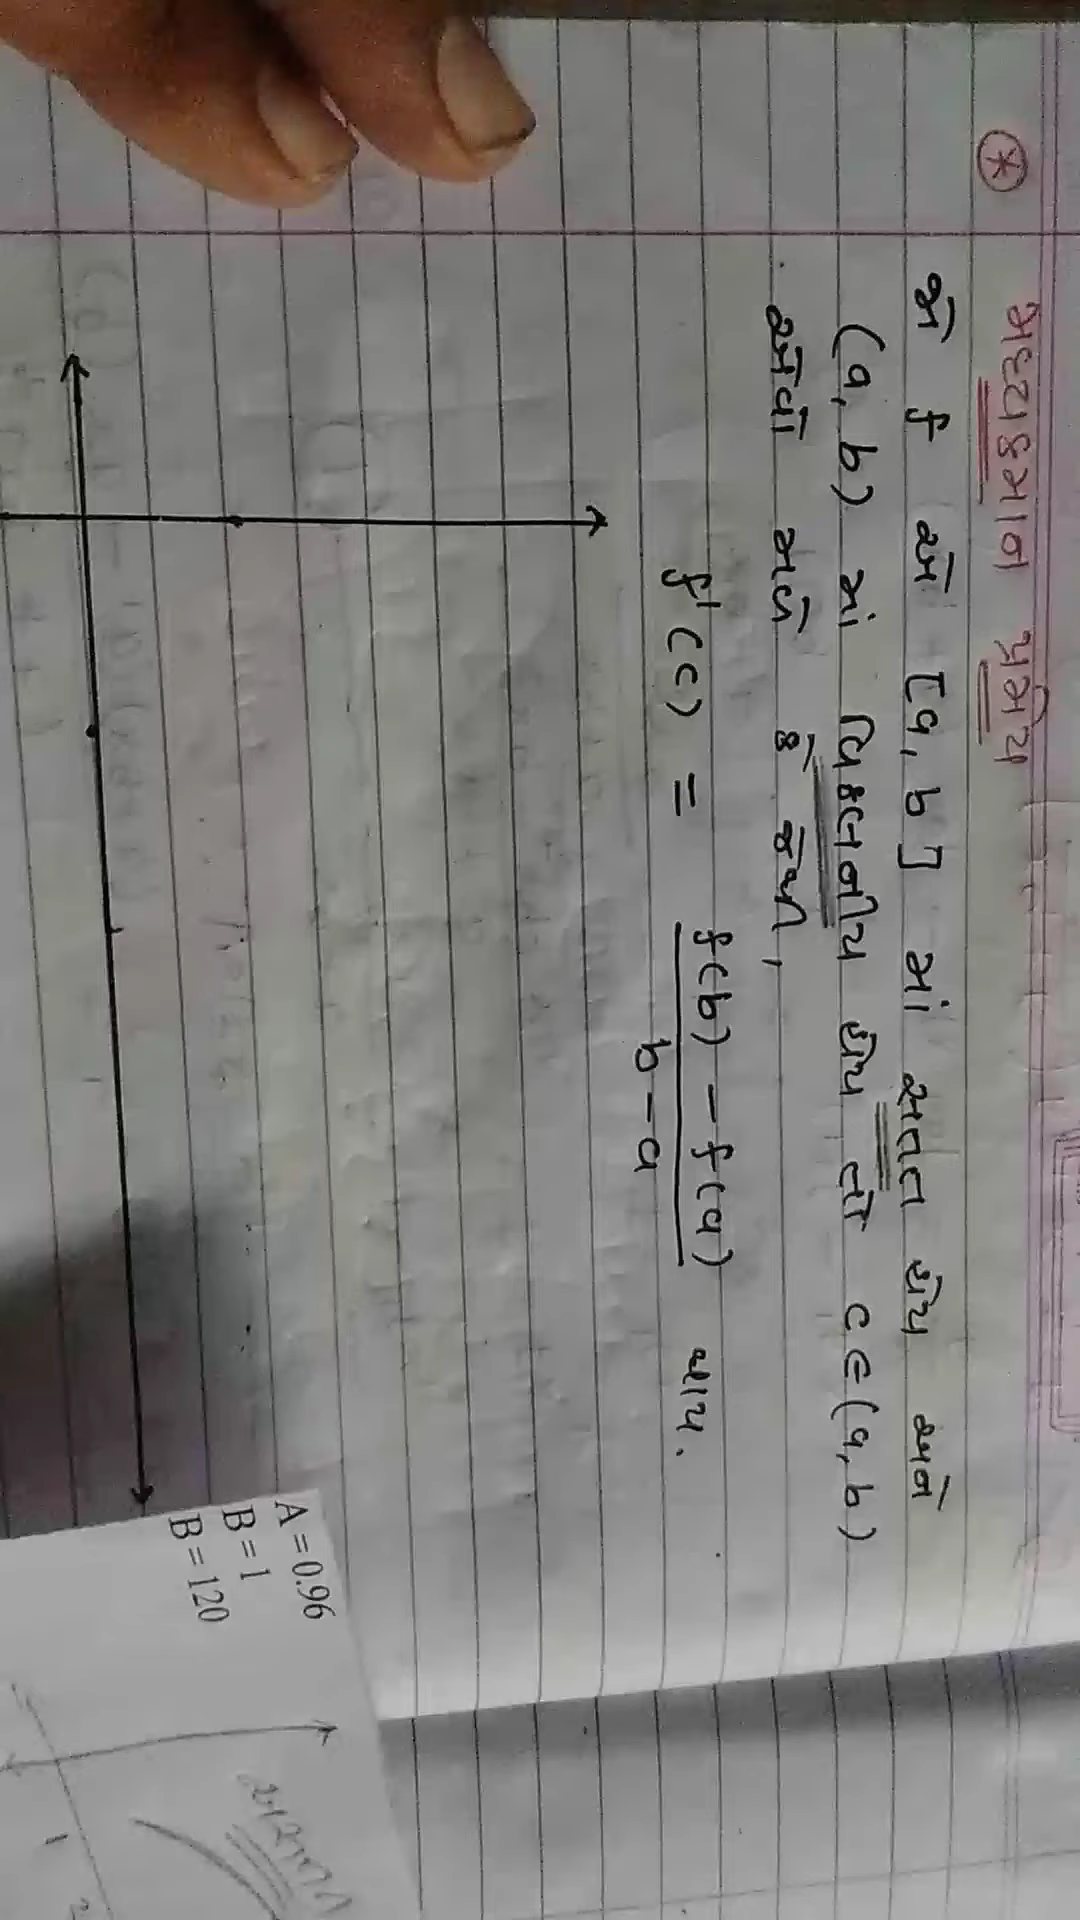 મધ્યકમાન પ્રમેય
જો f એ [a, b] માં સતત હોય અને
(a, b) માં વિકલનીય હોય તો c ∈ (a, b)
એવો મળે કે જેથી,
f'(c) = f(b) - f(a) / b - a થાય.
A = 0.96
B = 1
B = 120